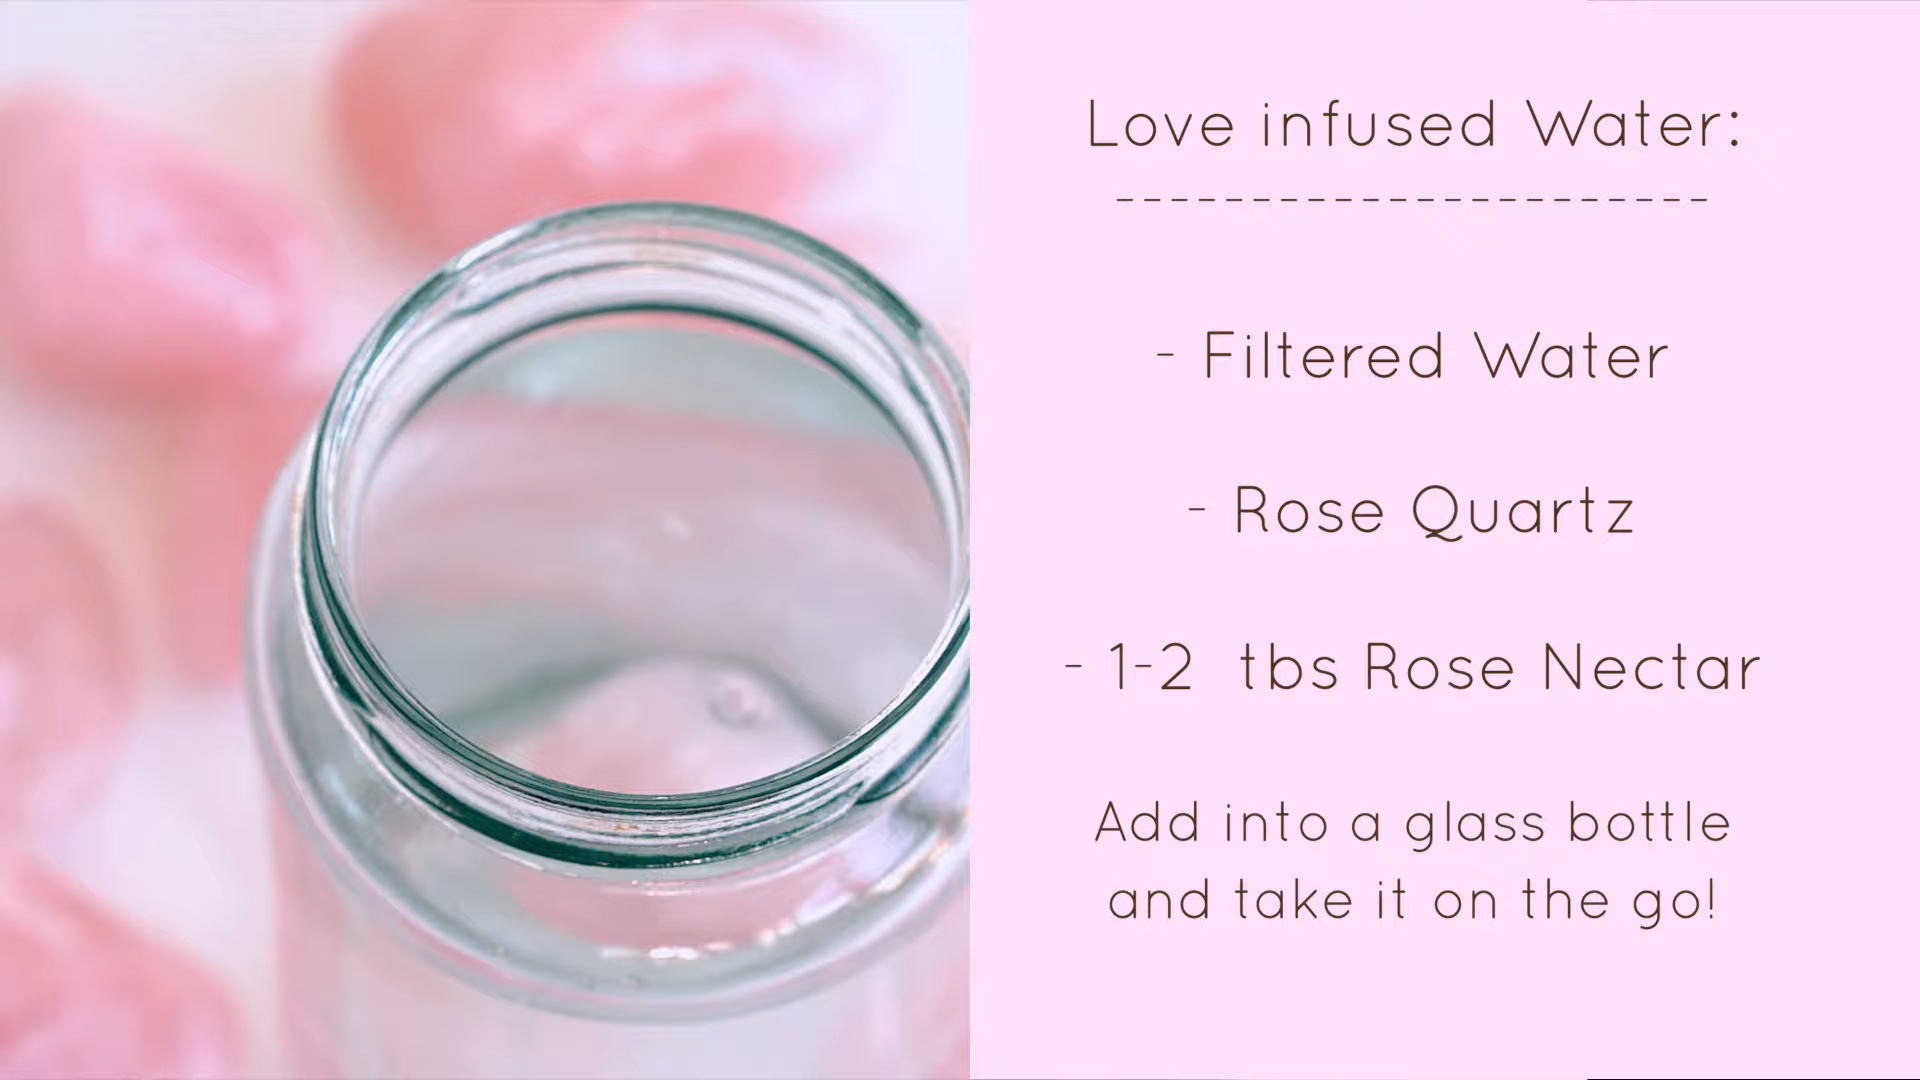 Love infused Water:
----------------------
- Filtered Water
- Rose Quartz
- 1-2 tbs Rose Nectar
Add into a glass bottle
and take it on the go!